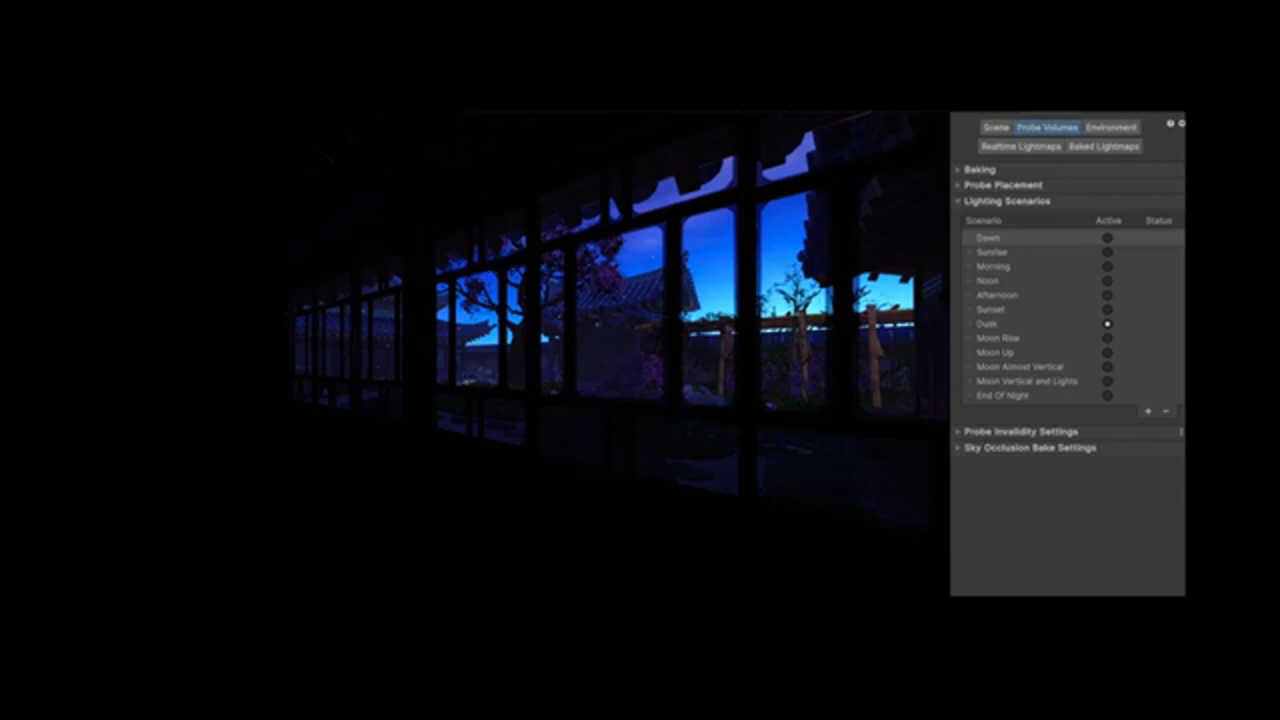 Scene Probe Volumes Environment
Realtime Lightmaps Baked Lightmaps
Baking
Probe Placement
Lighting Scenarios
Scenario Active Status
Dawn
Sunrise
Morning
Noon
Afternoon
Sunset
Dusk
Moon Rise
Moon Up
Moon Almost Vertical
Moon Vertical and Lights
End Of Night
Probe Invalidity Settings
Sky Occlusion Bake Settings